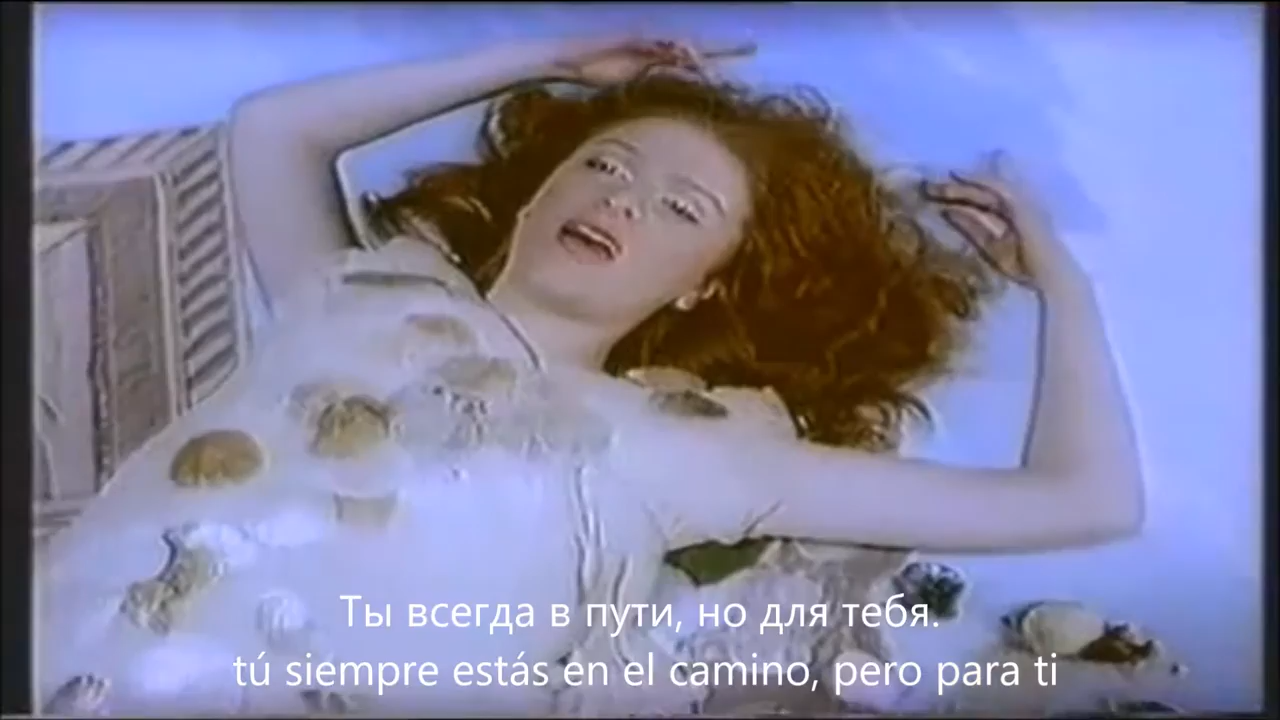 Ты всегда в пути, но для тебя.
tú siempre estás en el camino, pero para ti